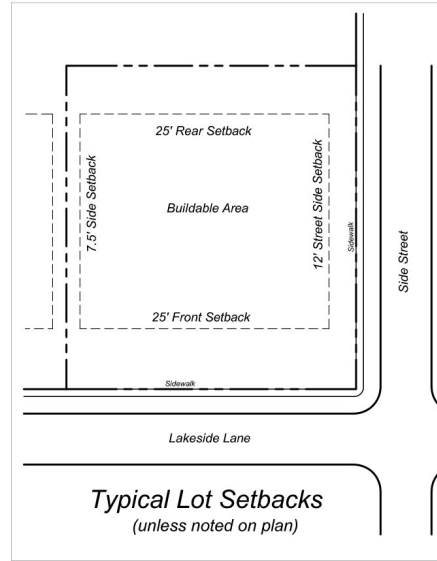 25' Rear Setback
7.5' Side Setback
Buildable Area
12' Street Side Setback
Sidewalk
Side Street
25' Front Setback
Sidewalk
Lakeside Lane
Typical Lot Setbacks
(unless noted on plan)